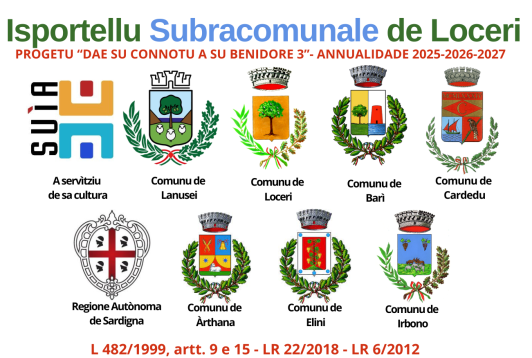 Isportellu Subracomunale de Loceri
PROGETU "DAE SU CONNOTU A SU BENIDORE 3"- ANNUALIDADE 2025-2026-2027
SUÌA
A servìtziu
de sa cultura
Comunu de
Lanusei
Comunu de
Loceri
Comunu de
Barì
Comunu de
Cardedu
Regione Autònoma
de Sardigna
Comunu de
Àrthana
Comunu de
Elini
Comunu de
Irbono
L 482/1999, artt. 9 e 15 - LR 22/2018 - LR 6/2012